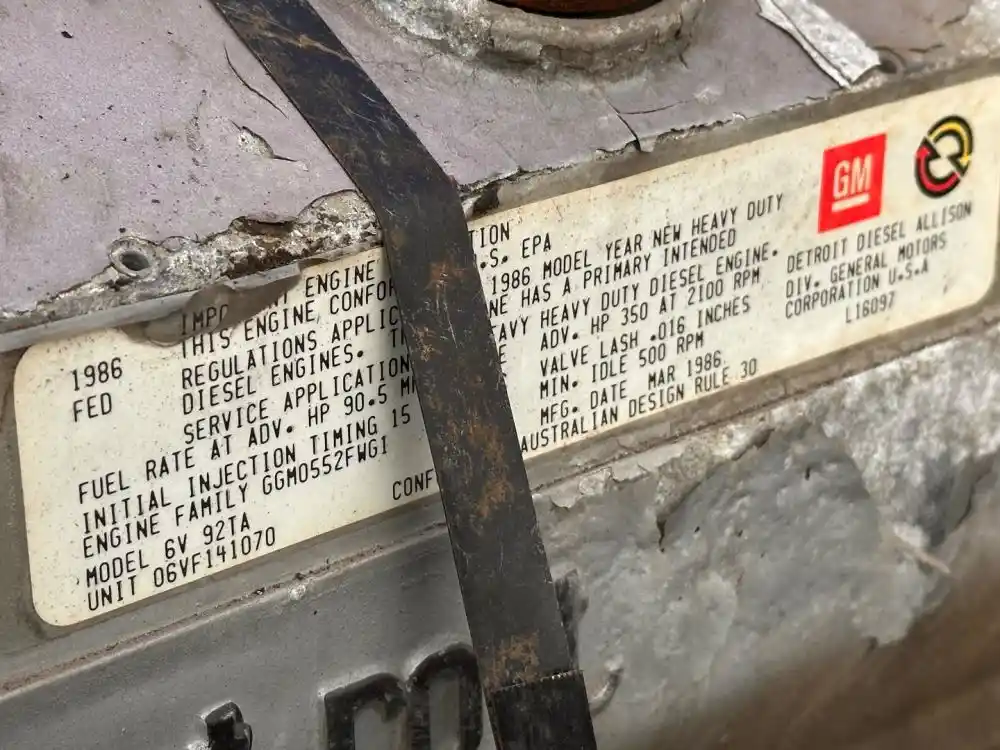 1986
FED
ENGINE TION
THIS ENGINE CONFOR .S. EPA
REGULATIONS APPLIC 1986 MODEL YEAR NEW HEAVY DUTY
DIESEL ENGINES. TH NE HAS A PRIMARY INTENDED
SERVICE APPLICATION AVY HEAVY DUTY DIESEL ENGINE.
FUEL RATE AT ADV. HP 90.5 M E ADV. HP 350 AT 2100 RPM
INITIAL INJECTION TIMING 15 VALVE LASH .016 INCHES
ENGINE FAMILY GGM0552FWG1 MIN. IDLE 500 RPM
MODEL 6V 92TA MFG. DATE MAR 1986
UNIT 06VF141070 CONF AUSTRALIAN DESIGN RULE 30
GM
DETROIT DIESEL ALLISON
DIV. GENERAL MOTORS
CORPORATION U.S.A
L16097